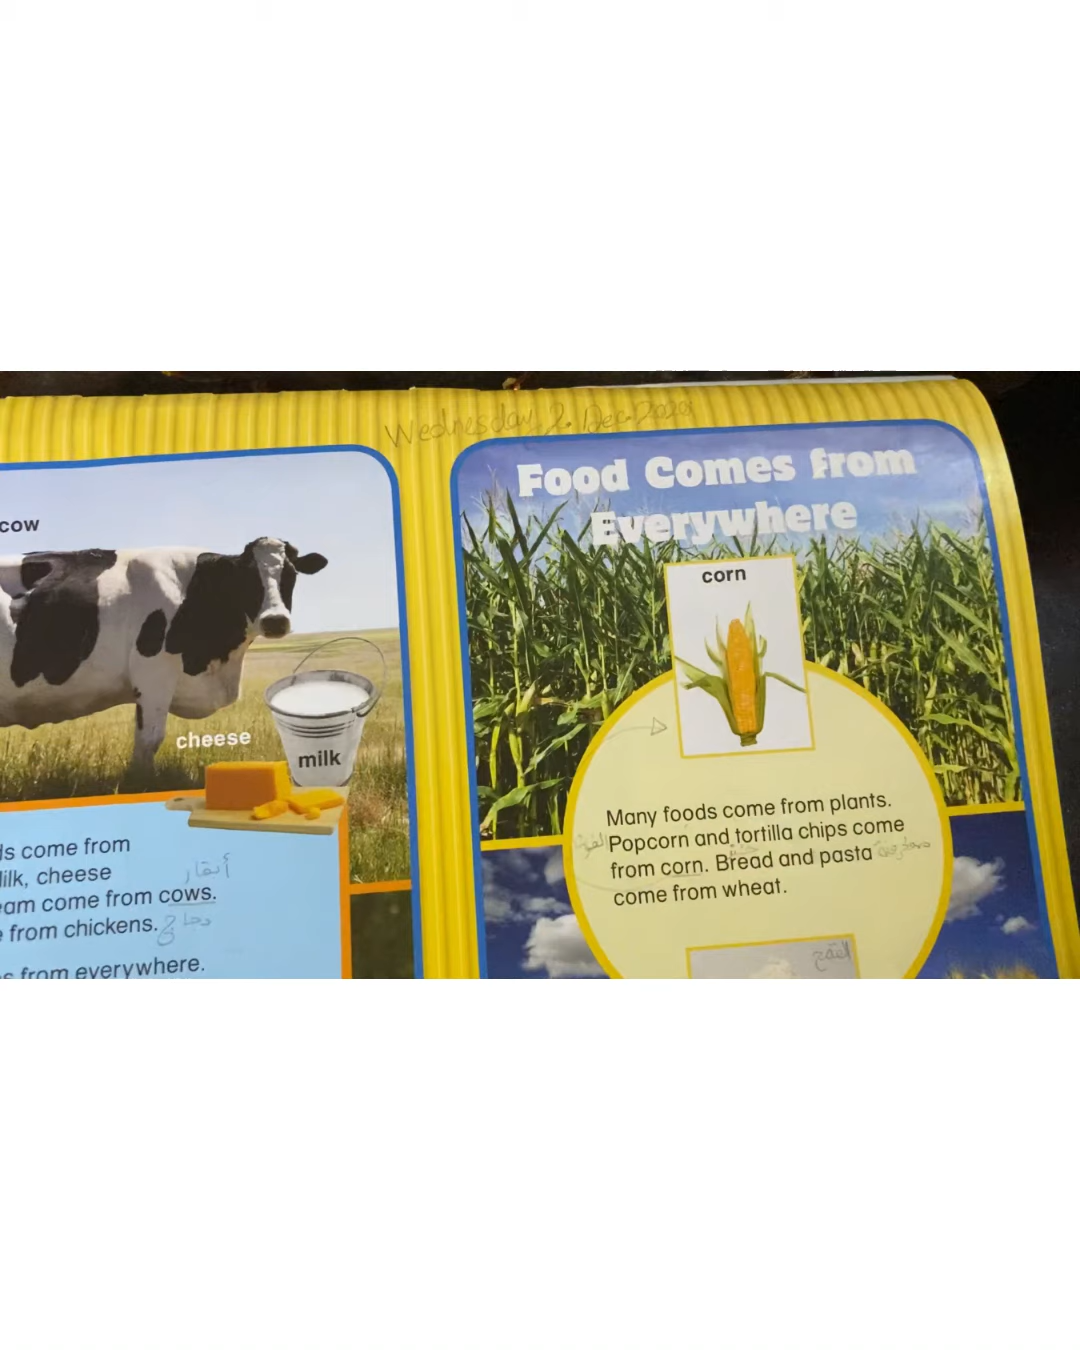 Wednesday 2 Dec 2020
cow
cheese
milk
ds come from
ilk, cheese
أبقار
am come from cows.
e from chickens. دجاج
s from everywhere.
Food Comes from
Everywhere
corn
Many foods come from plants.
Popcorn and tortilla chips come
from corn. Bread and pasta
come from wheat.
القمح